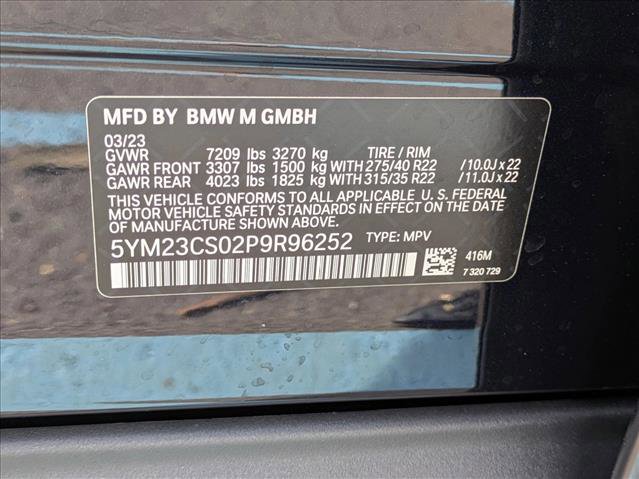 MFD BY BMW M GMBH
03/23
GVWR 7209 lbs 3270 kg TIRE / RIM
GAWR FRONT 3307 lbs 1500 kg WITH 275/40 R22 /10.0J x 22
GAWR REAR 4023 lbs 1825 kg WITH 315/35 R22 /11.0J x 22
THIS VEHICLE CONFORMS TO ALL APPLICABLE U. S. FEDERAL
MOTOR VEHICLE SAFETY STANDARDS IN EFFECT ON THE DATE
OF MANUFACTURE SHOWN ABOVE.
5YM23CS02P9R96252 TYPE: MPV
416M
7 320 729